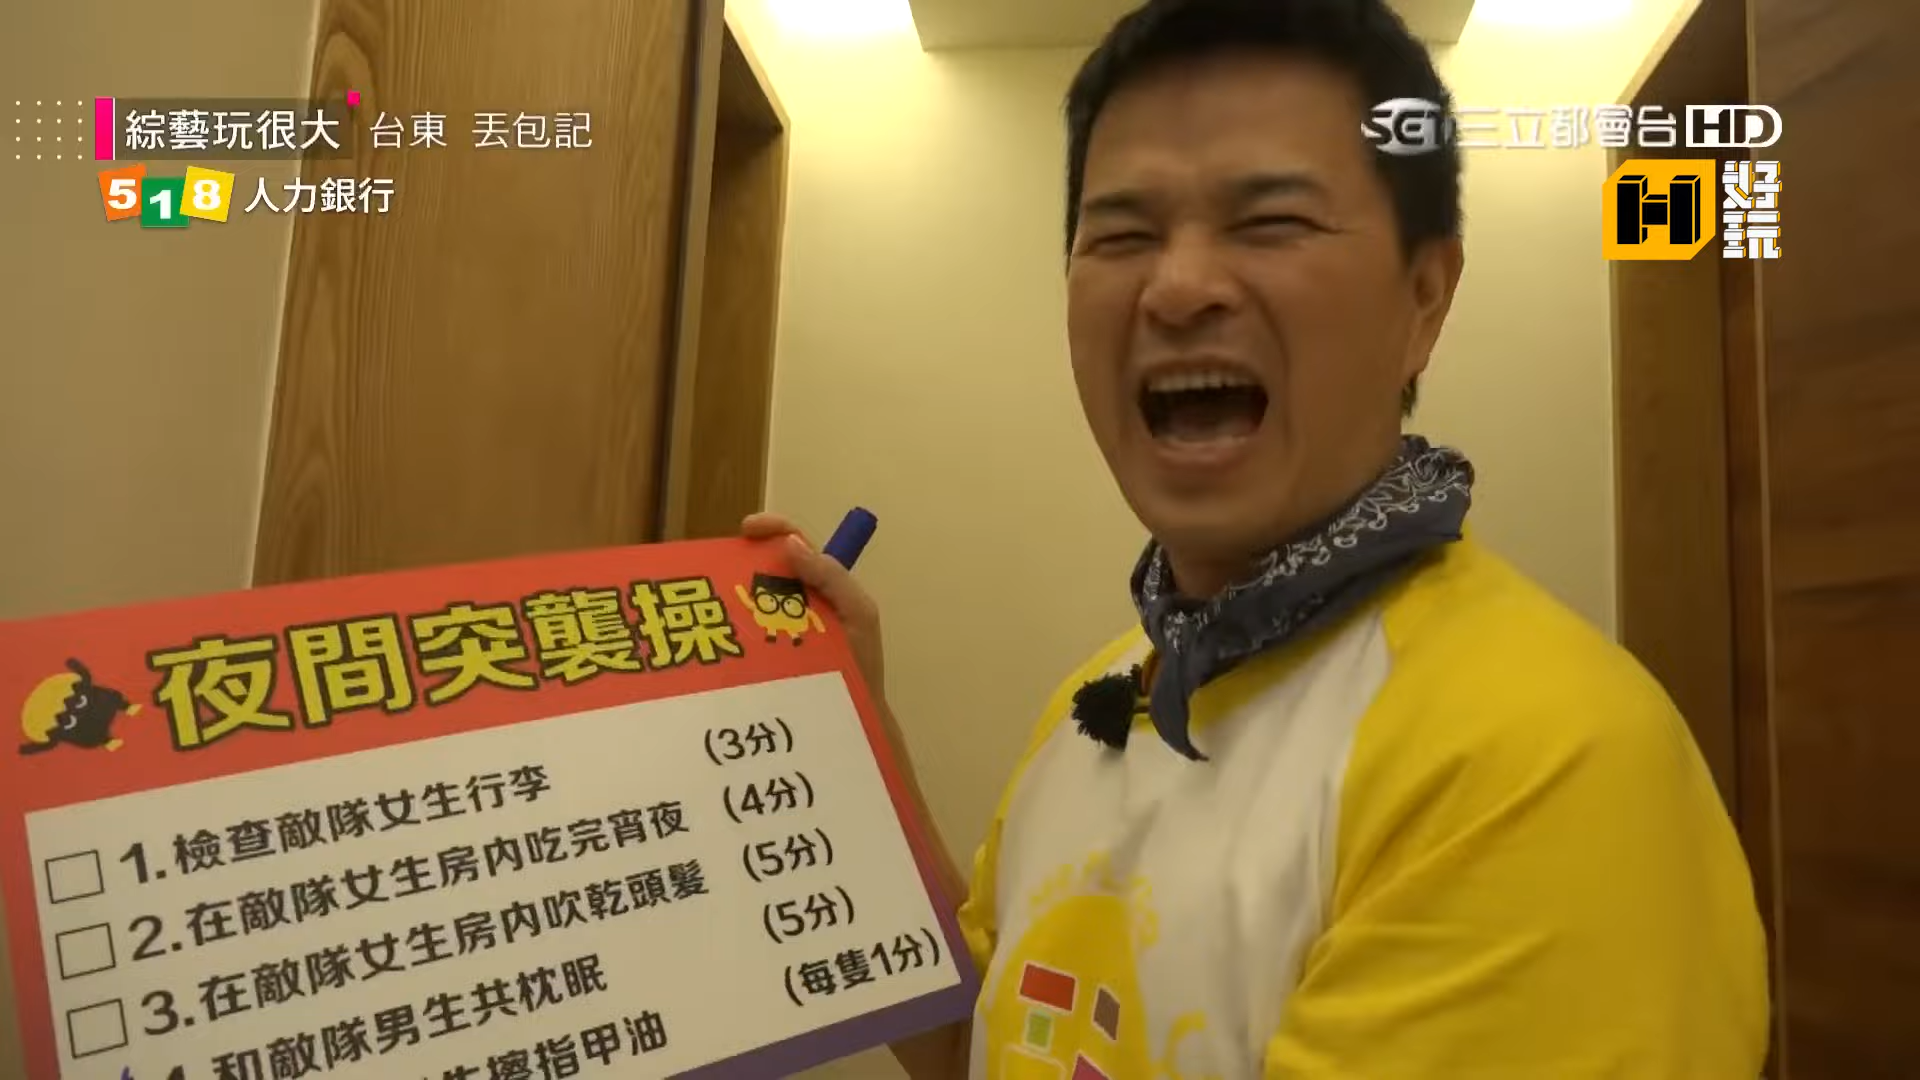 綜藝玩很大 台東 丟包記
518 人力銀行
SET 三立都會台 HD
H 好玩
夜間突襲操
1.檢查敵隊女生行李 (3分)
2.在敵隊女生房內吃完宵夜 (4分)
3.在敵隊女生房內吹乾頭髮 (5分)
4.和敵隊男生共枕眠 (5分)
生擦指甲油 (每隻1分)